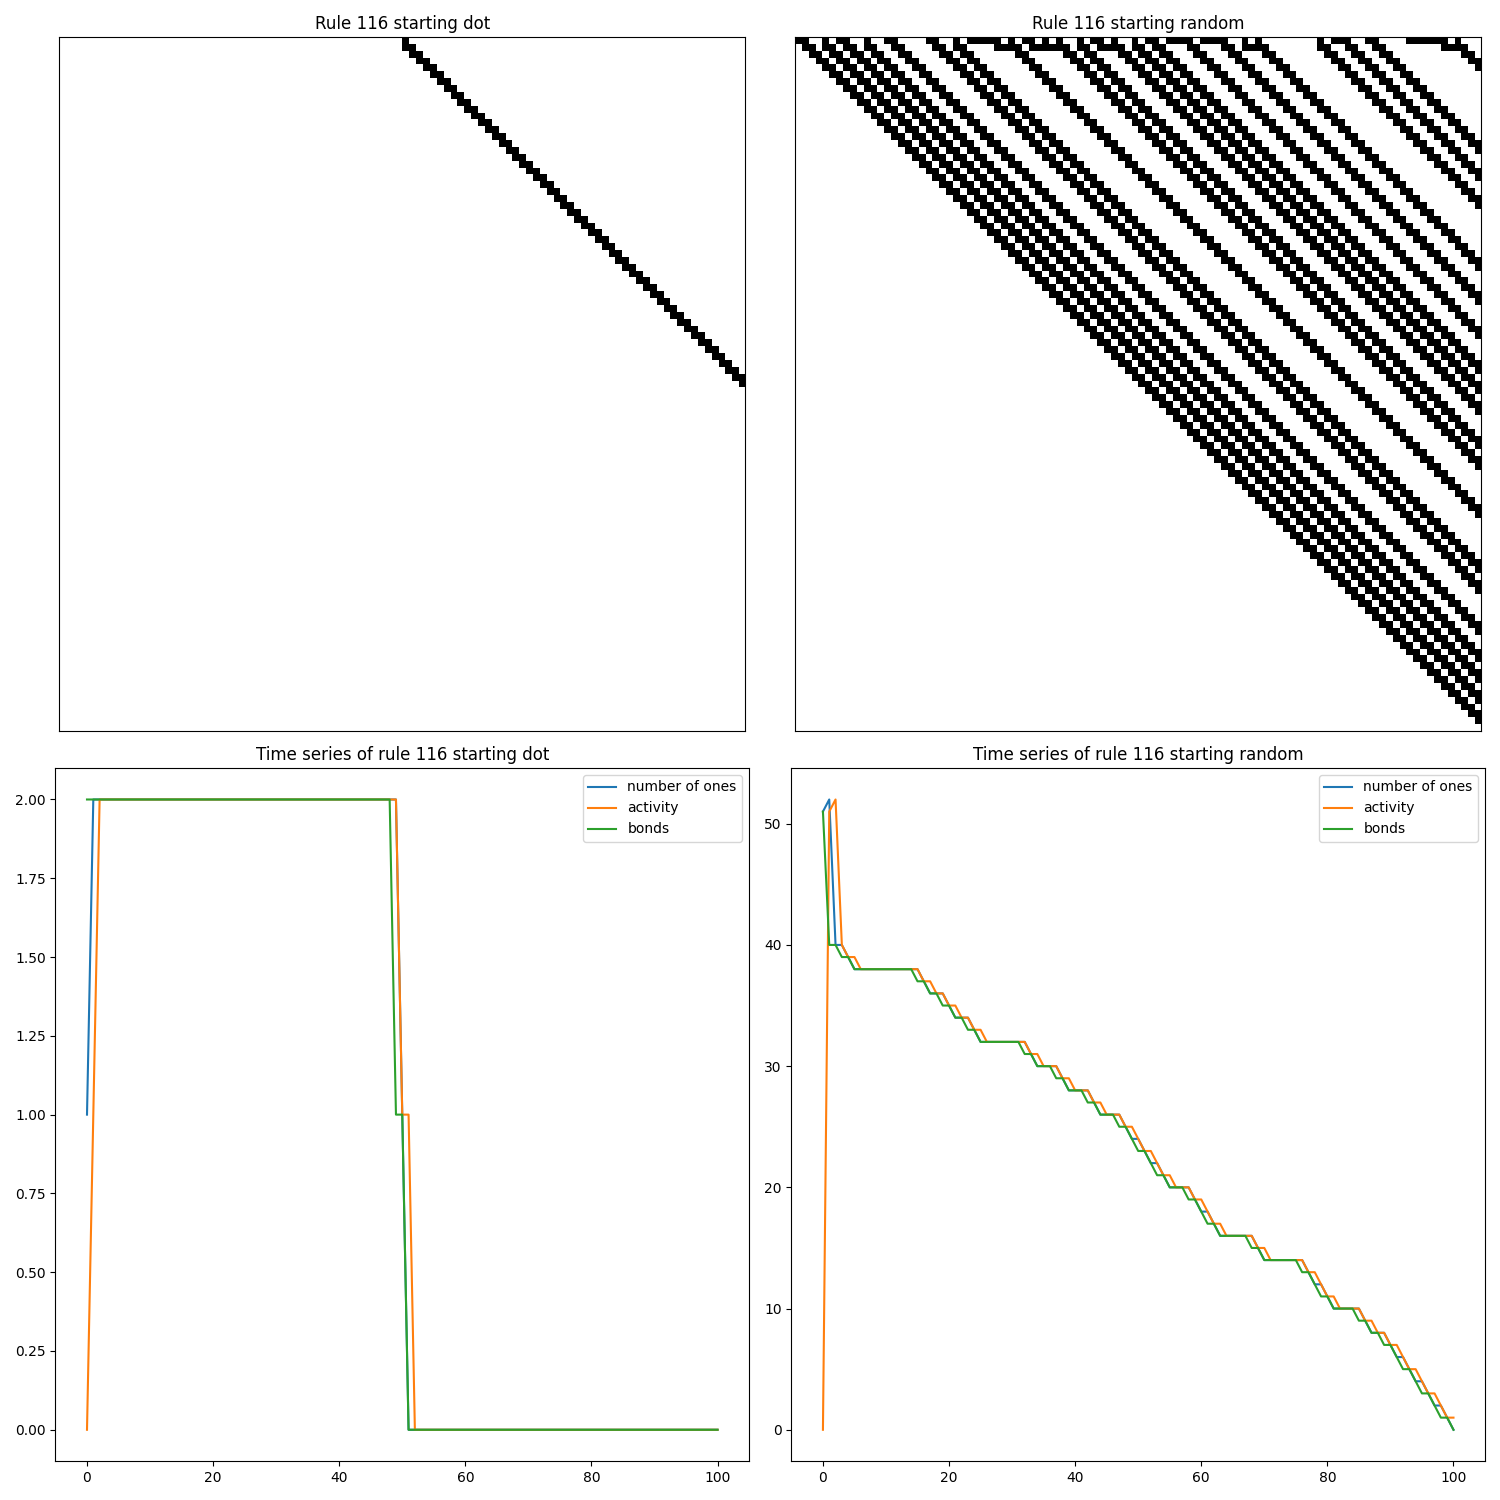 Rule 116 starting dot
Rule 116 starting random
Time series of rule 116 starting dot
2.00
1.75
1.50
1.25
1.00
0.75
0.50
0.25
0.00
0
20
40
60
80
100
number of ones
activity
bonds
Time series of rule 116 starting random
50
40
30
20
10
0
0
20
40
60
80
100
number of ones
activity
bonds